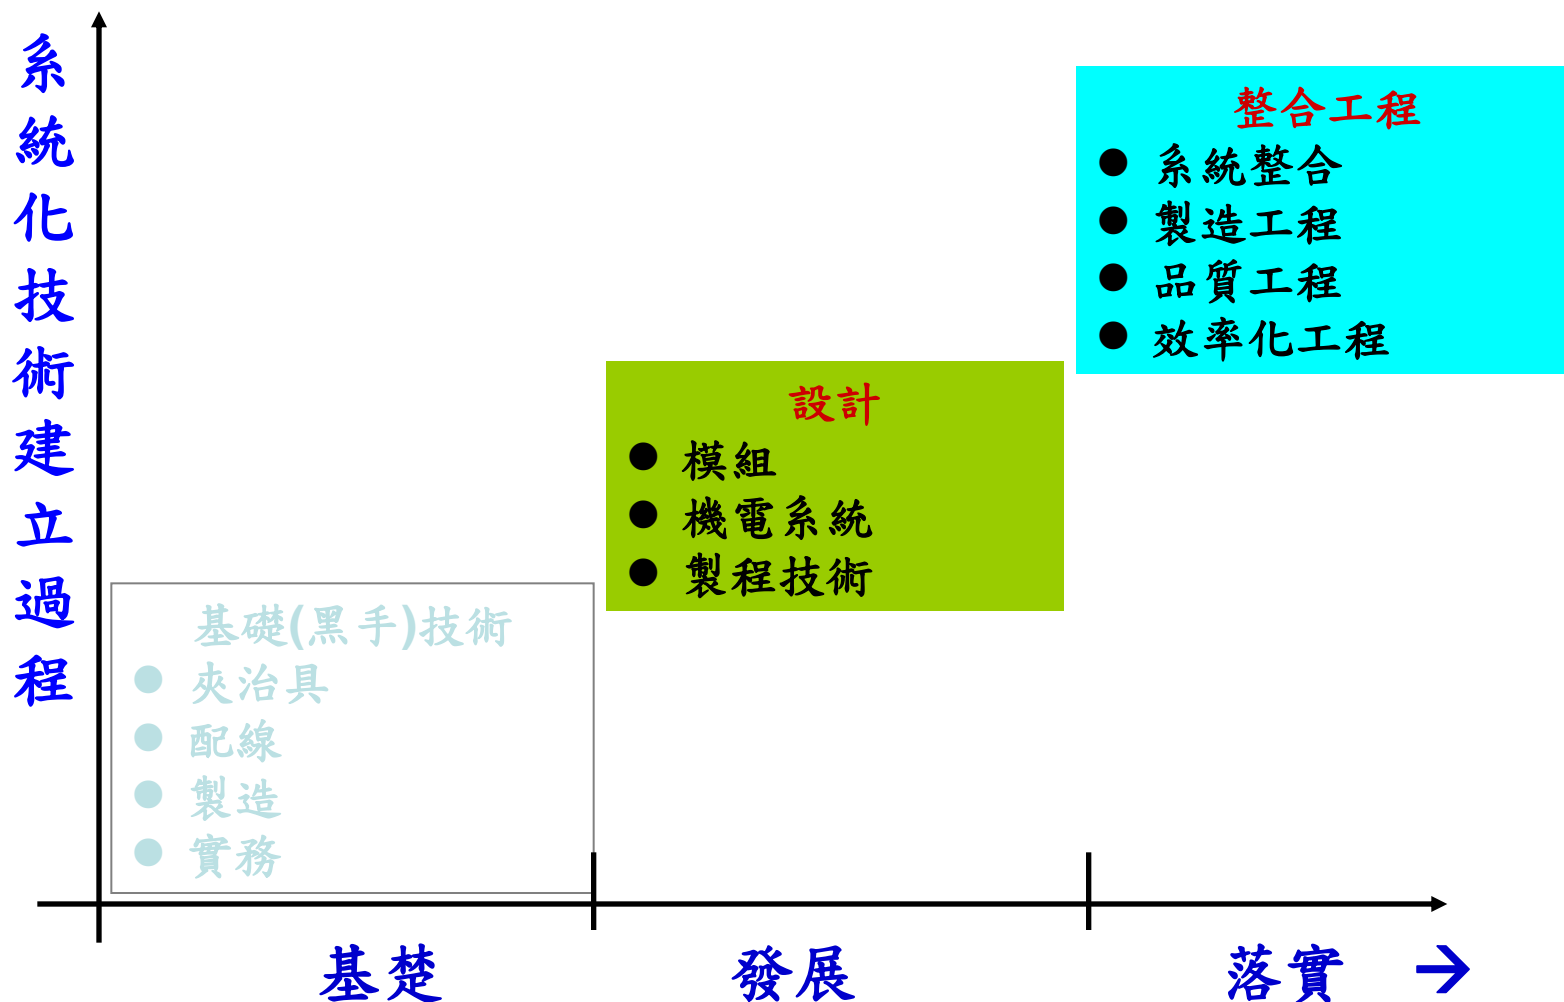 系統化技術建立過程
整合工程
● 系統整合
● 製造工程
● 品質工程
● 效率化工程
設計
● 模組
● 機電系統
● 製程技術
基礎(黑手)技術
● 夾治具
● 配線
● 製造
● 實務
基楚 發展 落實 →